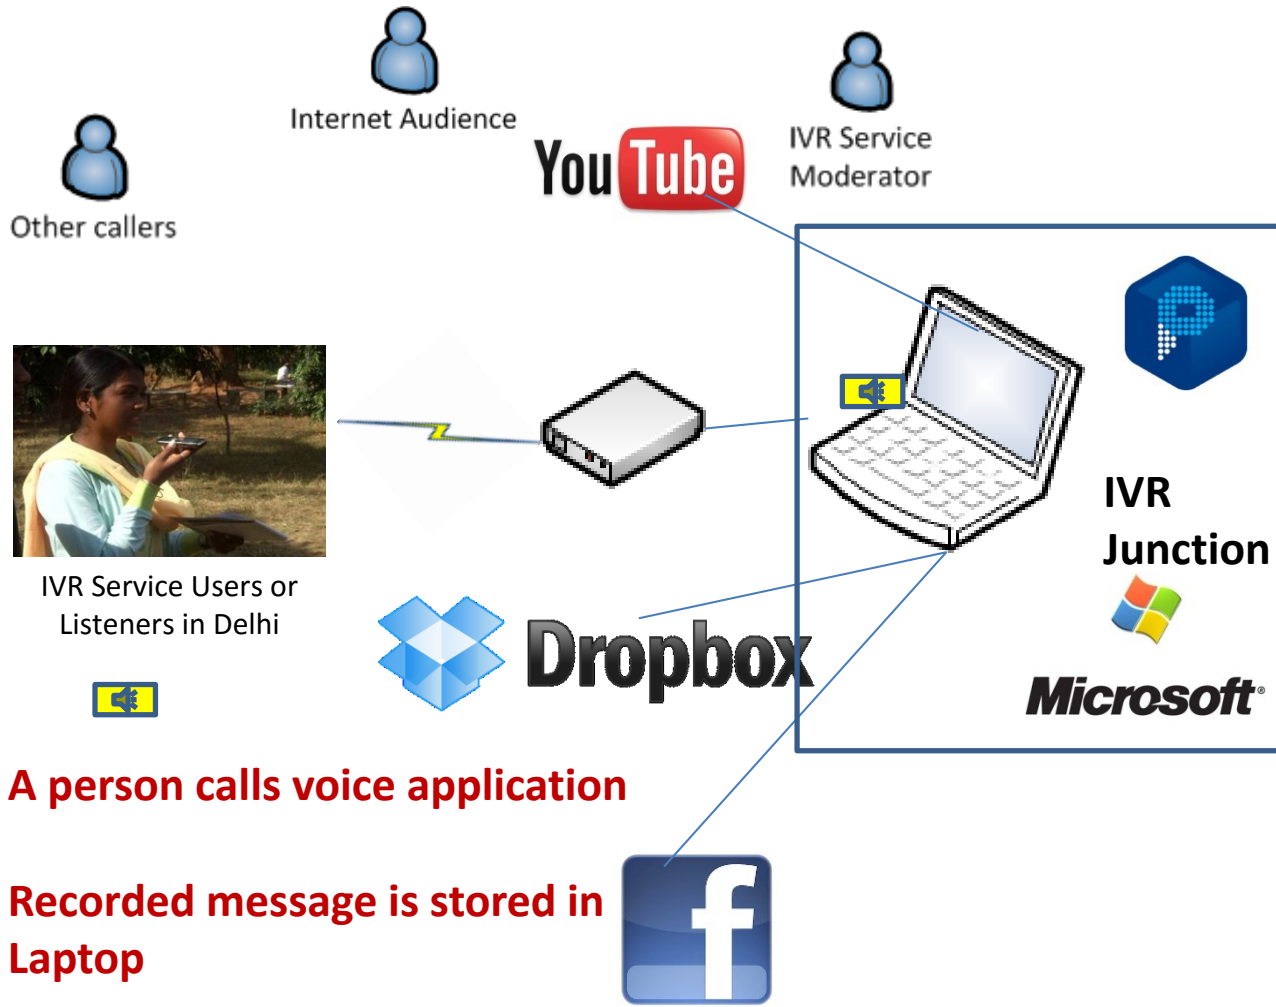 Internet Audience
IVR Service
Moderator
You Tube
Other callers
IVR
Junction
IVR Service Users or
Listeners in Delhi
Dropbox
Microsoft®
A person calls voice application
Recorded message is stored in
Laptop
f